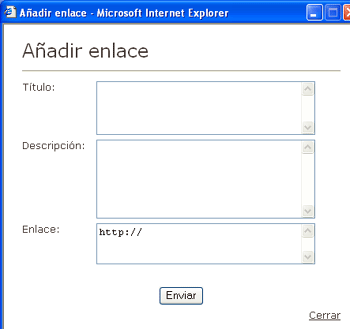 Añadir enlace - Microsoft Internet Explorer
Añadir enlace
Título:
Descripción:
Enlace:
http://
Enviar
Cerrar